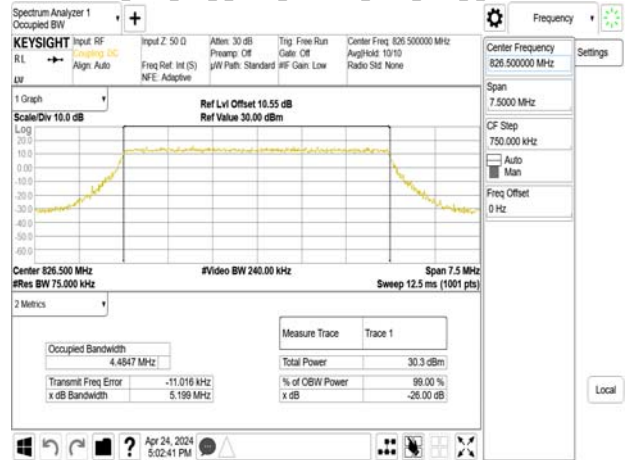 Spectrum Analyzer 1
Occupied BW
+
Frequency
KEYSIGHT
Input: RF
Coupling: DC
Align: Auto
Input Z: 50 Ω
Freq Ref: Int (S)
NFE: Adaptive
Atten: 30 dB
Preamp: Off
µW Path: Standard
Trig: Free Run
Gate: Off
#IF Gain: Low
Center Freq: 826.500000 MHz
Avg|Hold: 10/10
Radio Std: None
RL
Center Frequency
826.500000 MHz
Settings
Span
7.5000 MHz
CF Step
750.000 kHz
Auto
Man
Freq Offset
0 Hz
Local
1 Graph
Scale/Div 10.0 dB
Ref Lvl Offset 10.55 dB
Ref Value 30.00 dBm
Log
20.0
10.0
0.00
-10.0
-20.0
-30.0
-40.0
-50.0
-60.0
Center 826.500 MHz
#Video BW 240.00 kHz
Span 7.5 MHz
#Res BW 75.000 kHz
Sweep 12.5 ms (1001 pts)
2 Metrics
Measure Trace
Trace 1
Occupied Bandwidth
4.4847 MHz
Total Power
30.3 dBm
Transmit Freq Error
-11.016 kHz
% of OBW Power
99.00 %
x dB Bandwidth
5.199 MHz
x dB
-26.00 dB
?
Apr 24, 2024
5:02:41 PM